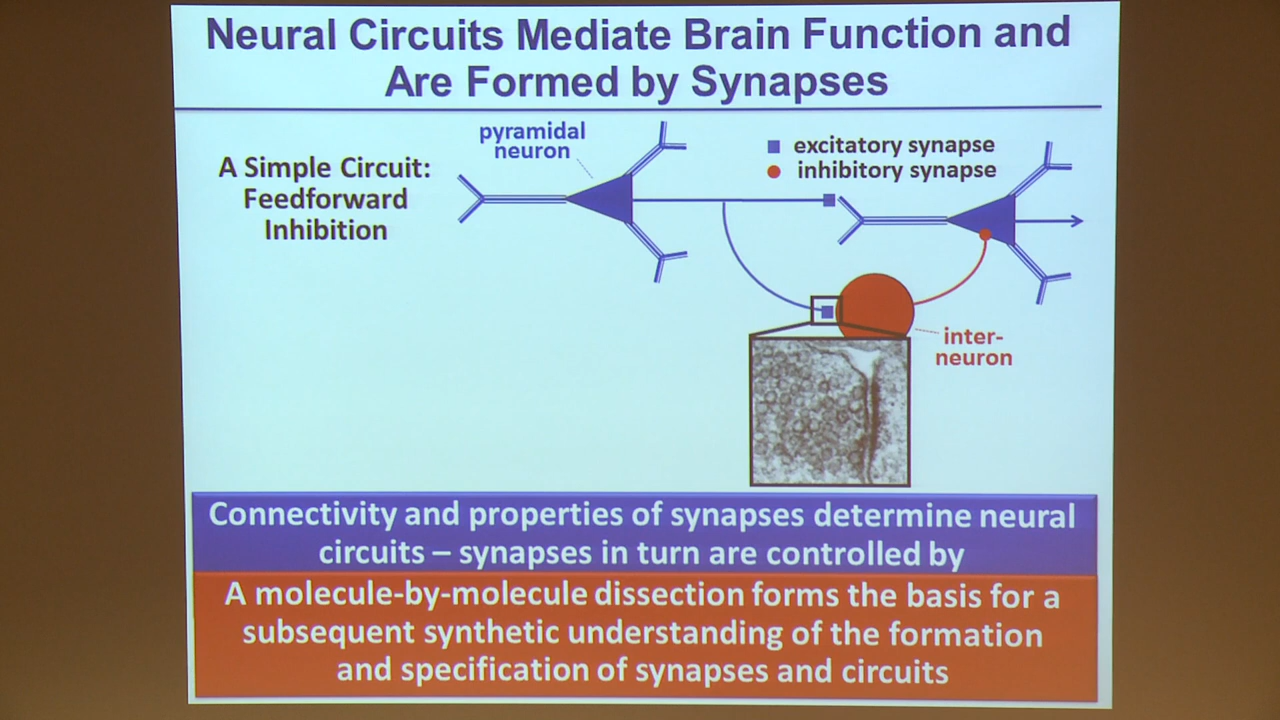 Neural Circuits Mediate Brain Function and
Are Formed by Synapses
A Simple Circuit:
Feedforward
Inhibition
pyramidal
neuron
excitatory synapse
inhibitory synapse
inter-
neuron
Connectivity and properties of synapses determine neural
circuits – synapses in turn are controlled by
A molecule-by-molecule dissection forms the basis for a
subsequent synthetic understanding of the formation
and specification of synapses and circuits